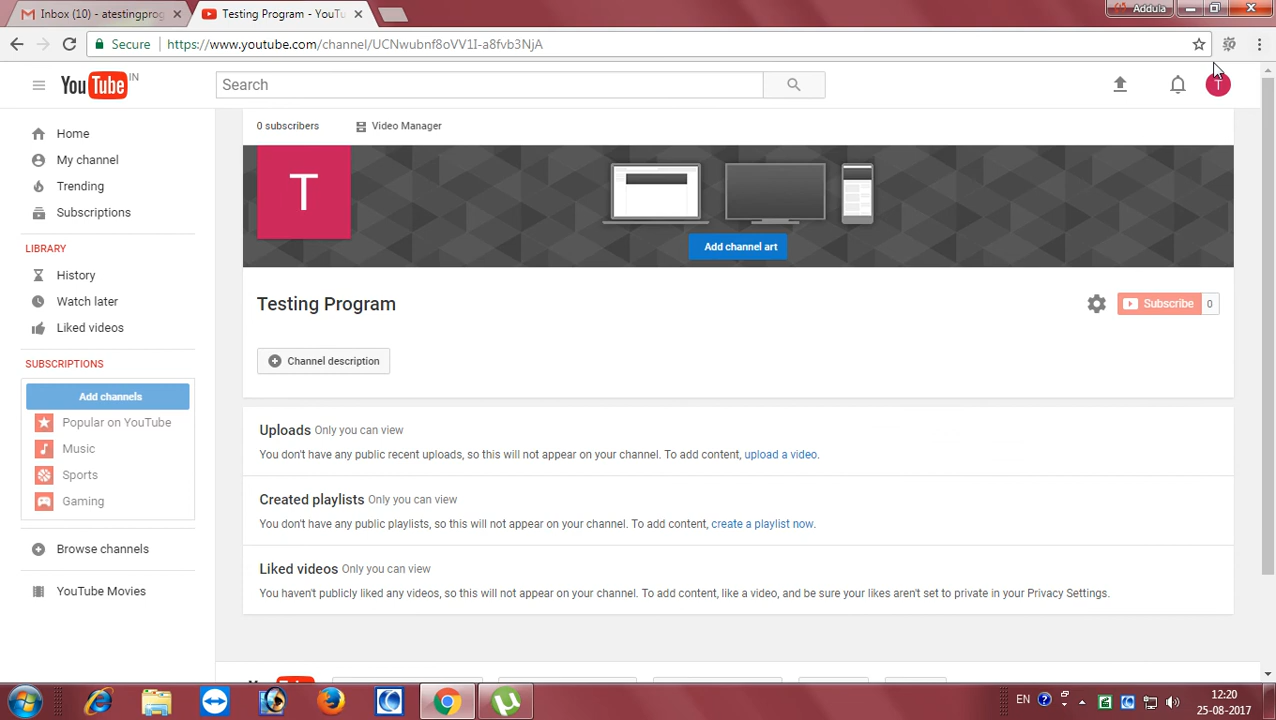 Inbox (10) - atestingprog
Testing Program - YouTu
Addula
Secure
https://www.youtube.com/channel/UCNwubnf8oVV1I-a8fvb3NjA
YouTube IN
Search
T
0 subscribers
Video Manager
Home
My channel
Trending
Subscriptions
LIBRARY
History
Watch later
Liked videos
SUBSCRIPTIONS
Add channels
Popular on YouTube
Music
Sports
Gaming
Browse channels
YouTube Movies
T
Add channel art
Testing Program
Subscribe 0
Channel description
Uploads Only you can view
You don't have any public recent uploads, so this will not appear on your channel. To add content, upload a video.
Created playlists Only you can view
You don't have any public playlists, so this will not appear on your channel. To add content, create a playlist now.
Liked videos Only you can view
You haven't publicly liked any videos, so this will not appear on your channel. To add content, like a video, and be sure your likes aren't set to private in your Privacy Settings.
EN
12:20
25-08-2017